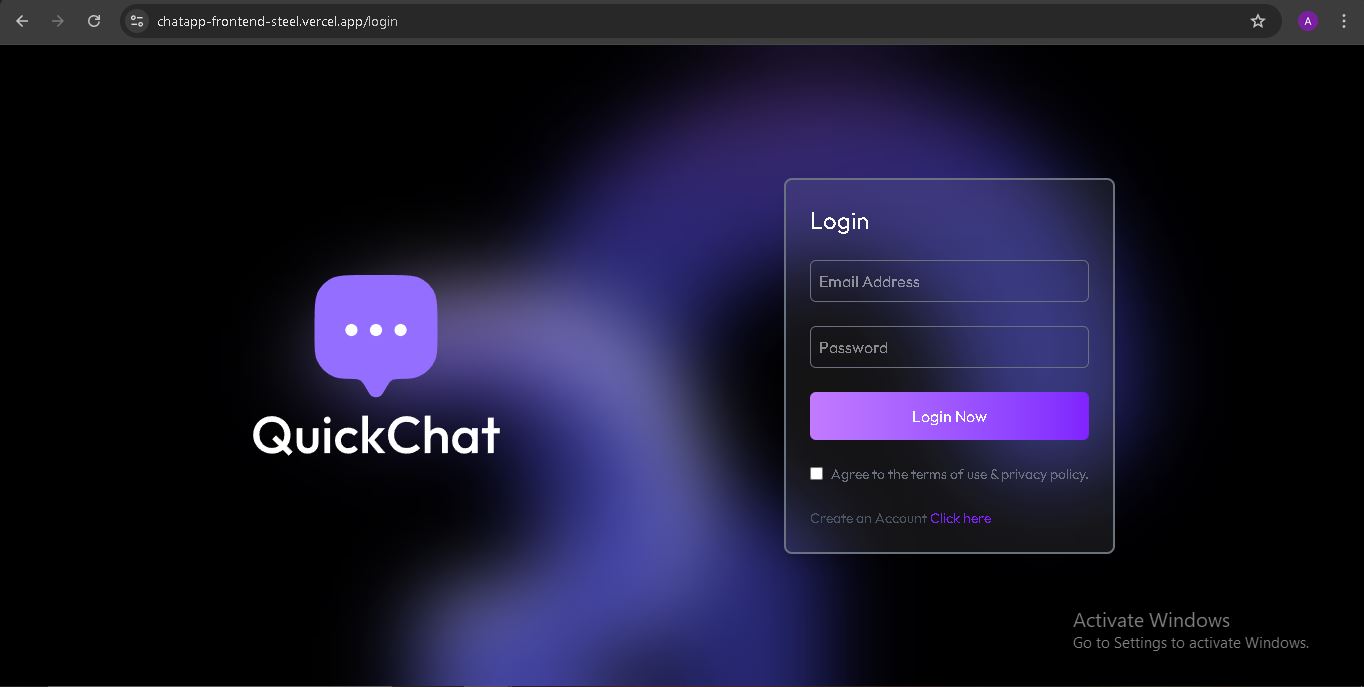 chatapp-frontend-steel.vercel.app/login
A
Login
Email Address
Password
Login Now
Agree to the terms of use & privacy policy.
Create an Account Click here
QuickChat
Activate Windows
Go to Settings to activate Windows.